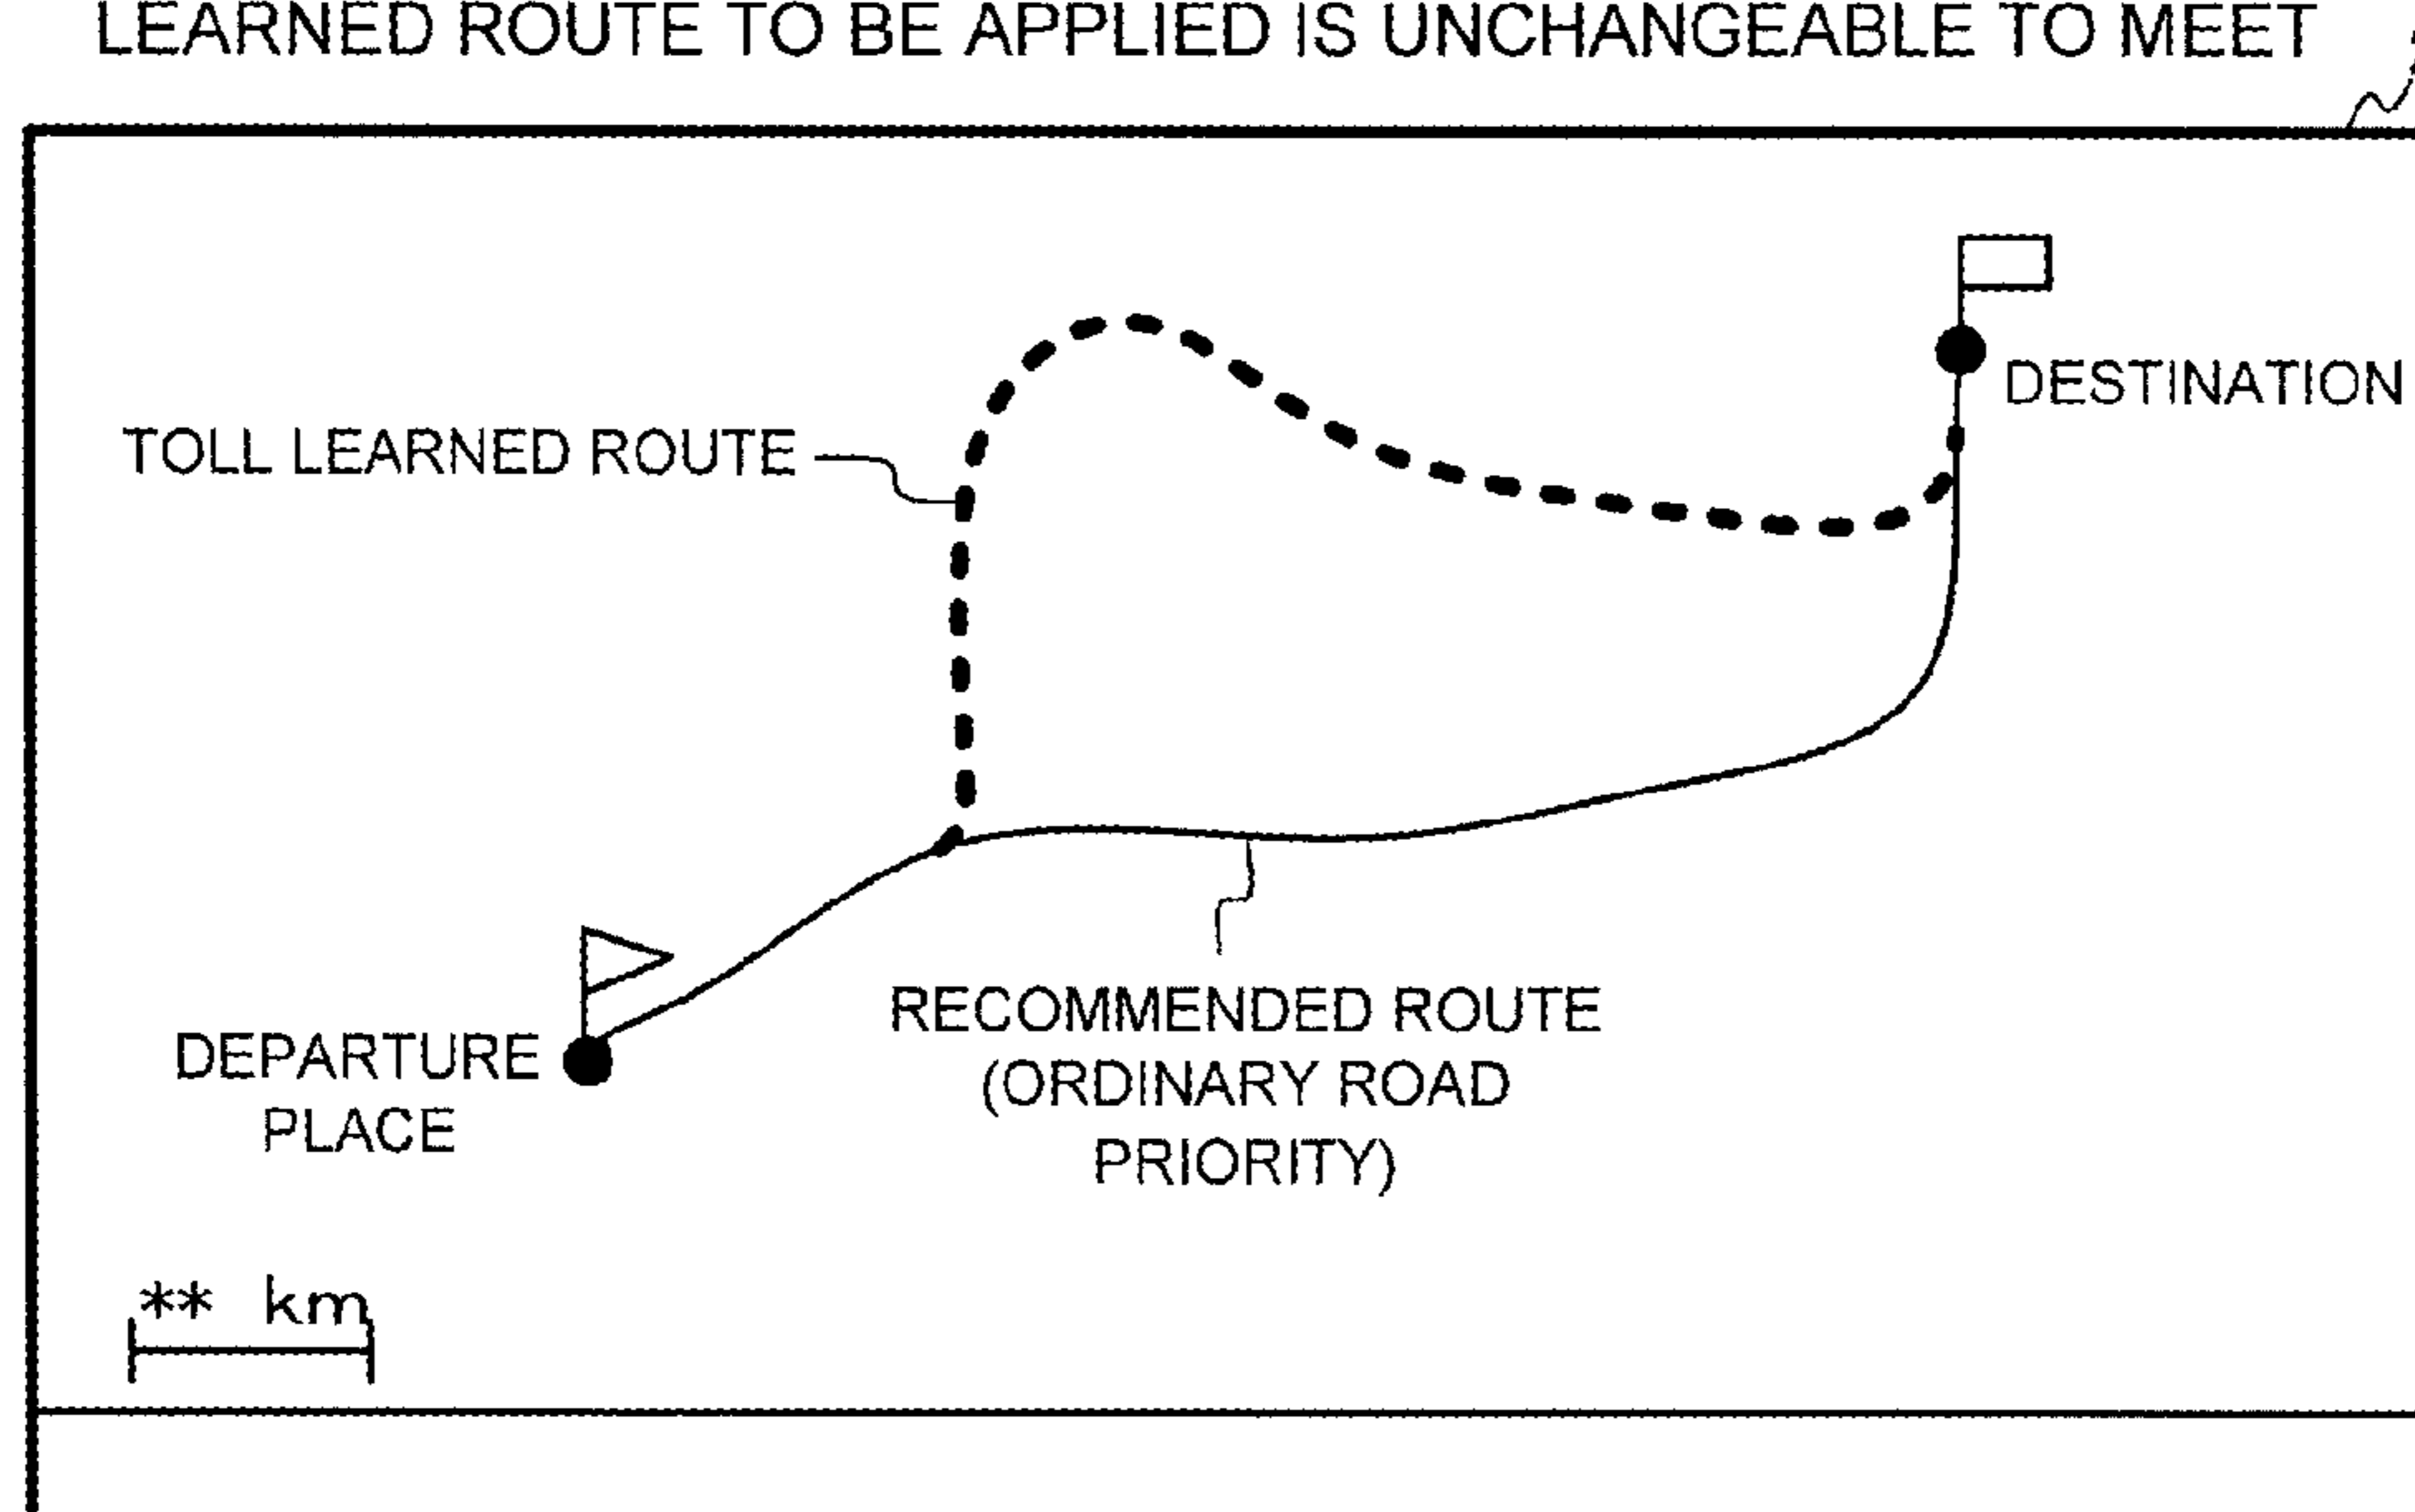 LEARNED ROUTE TO BE APPLIED IS UNCHANGEABLE TO MEET
DESTINATION
TOLL LEARNED ROUTE
RECOMMENDED ROUTE
(ORDINARY ROAD
PRIORITY)
DEPARTURE
PLACE
** km